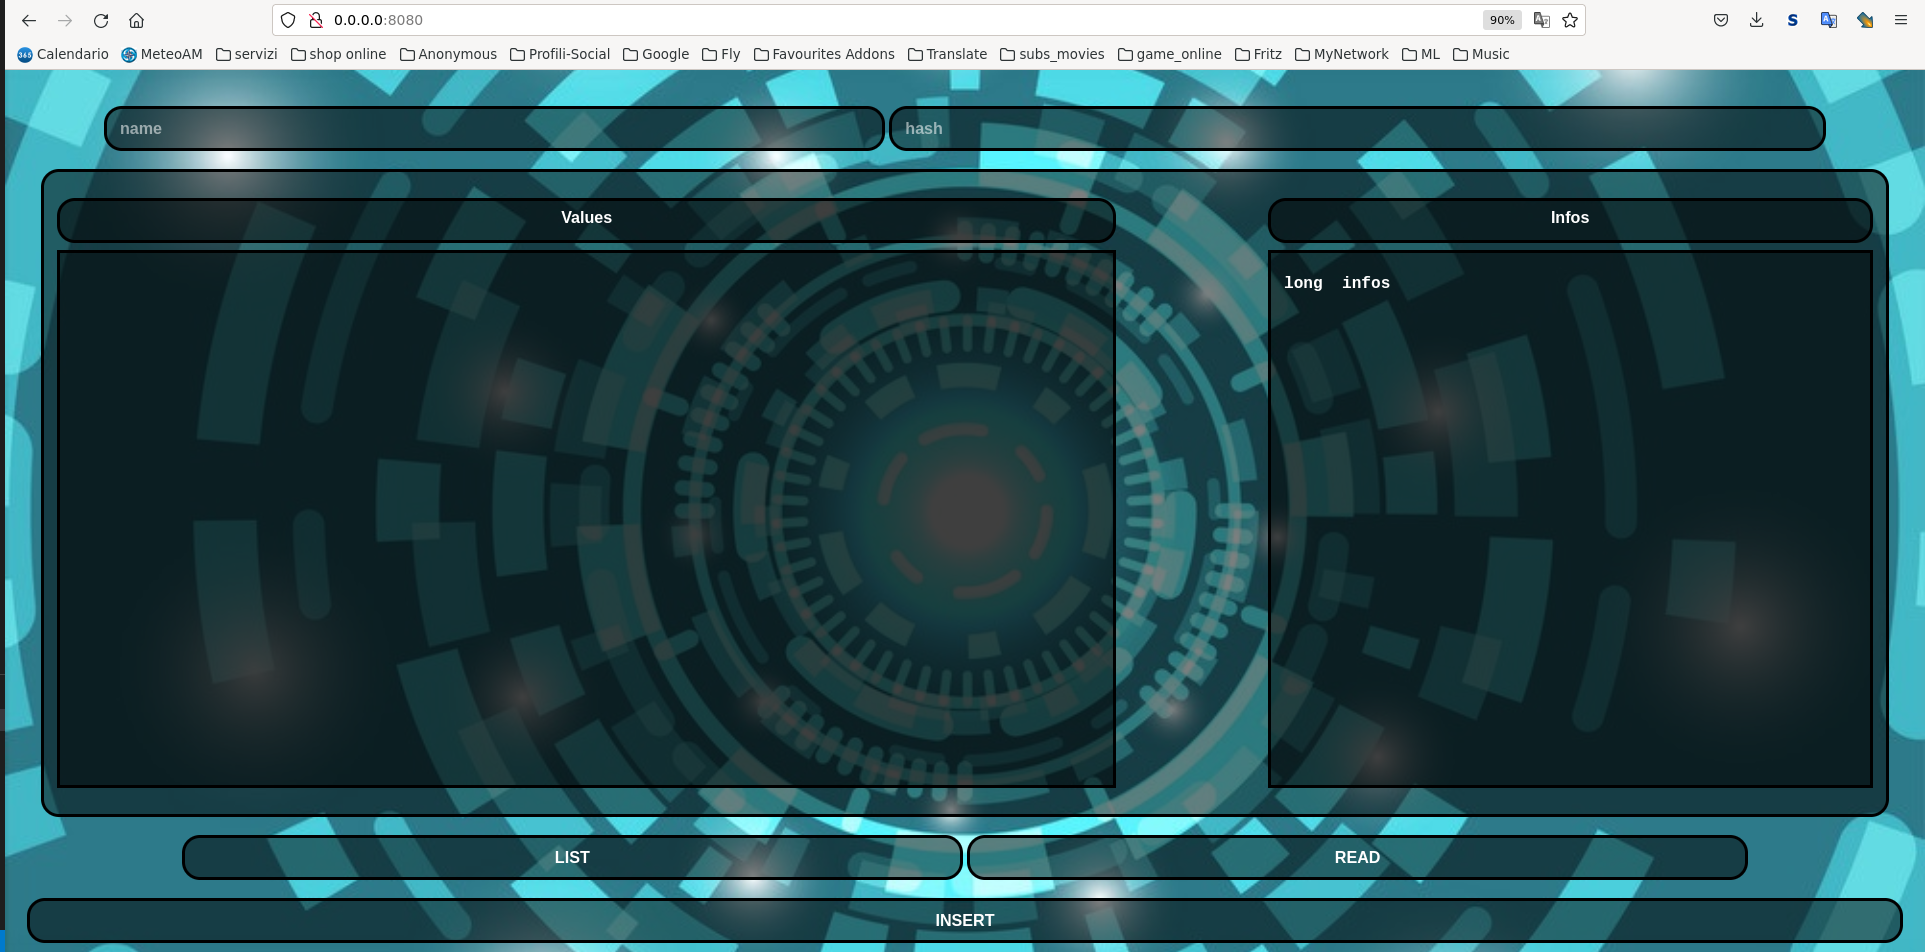 0.0.0.0:8080
90%
Calendario MeteoAM servizi shop online Anonymous Profili-Social Google Fly Favourites Addons Translate subs_movies game_online Fritz MyNetwork ML Music
name hash
Values Infos
long infos
LIST READ
INSERT